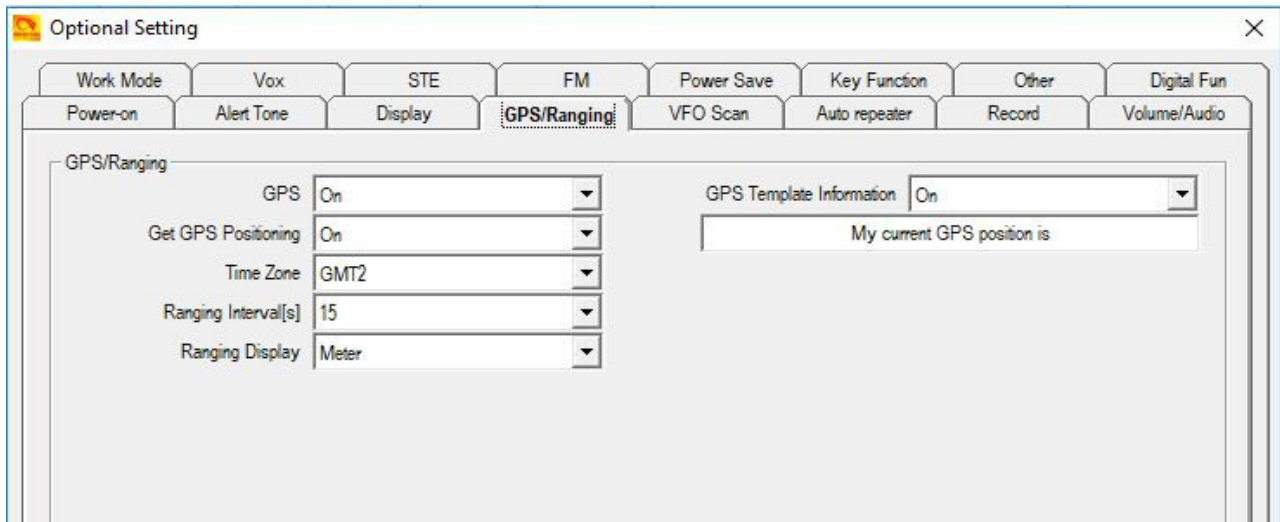 Optional Setting
Work Mode Vox STE FM Power Save Key Function Other Digital Fun
Power-on Alert Tone Display GPS/Ranging VFO Scan Auto repeater Record Volume/Audio
GPS/Ranging
GPS On GPS Template Information On
Get GPS Positioning On My current GPS position is
Time Zone GMT2
Ranging Interval[s] 15
Ranging Display Meter